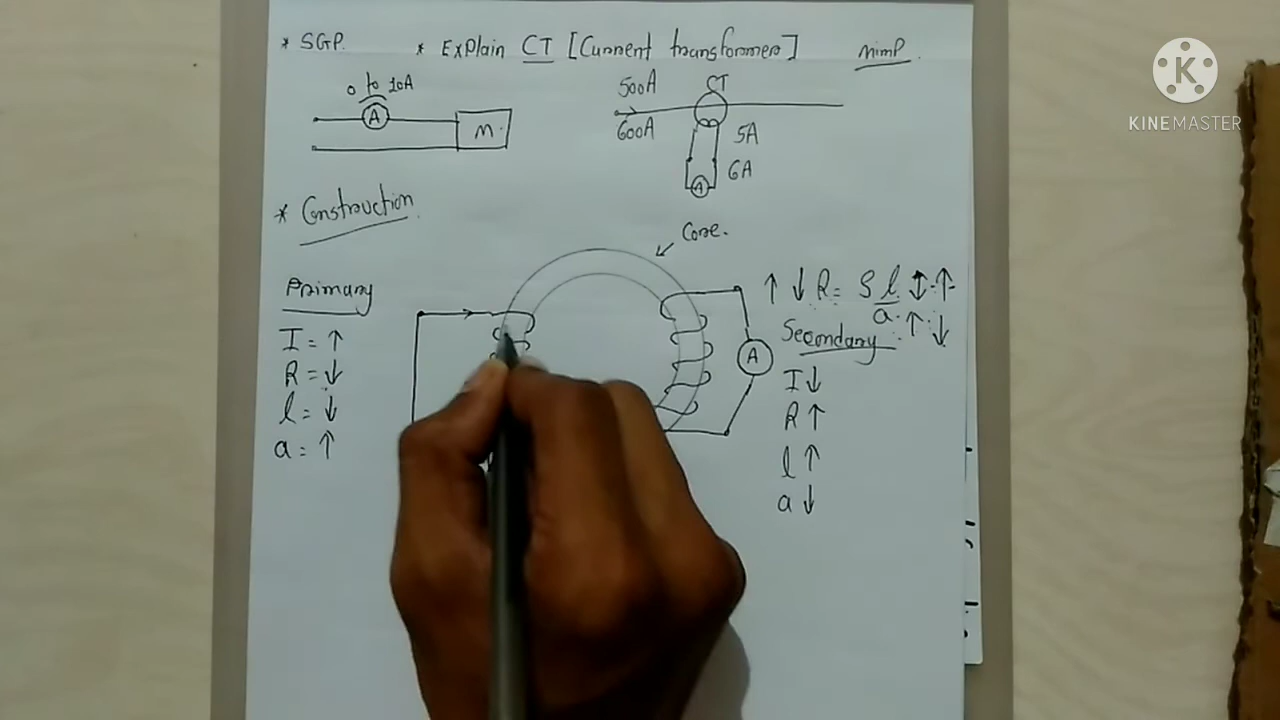 * SGP.
* Explain CT [Current transformer]
mimP.
0 to 10A
A
M
500A
CT
600A
5A
6A
A
K
KINEMASTER
* Construction
Core.
Primary
I = ↑
R = ↓
l = ↓
a = ↑
↑ ↓ R = S l ↕ ↑
a. ↑ ↓
Secondary
A
I ↓
R ↑
l ↑
a ↓